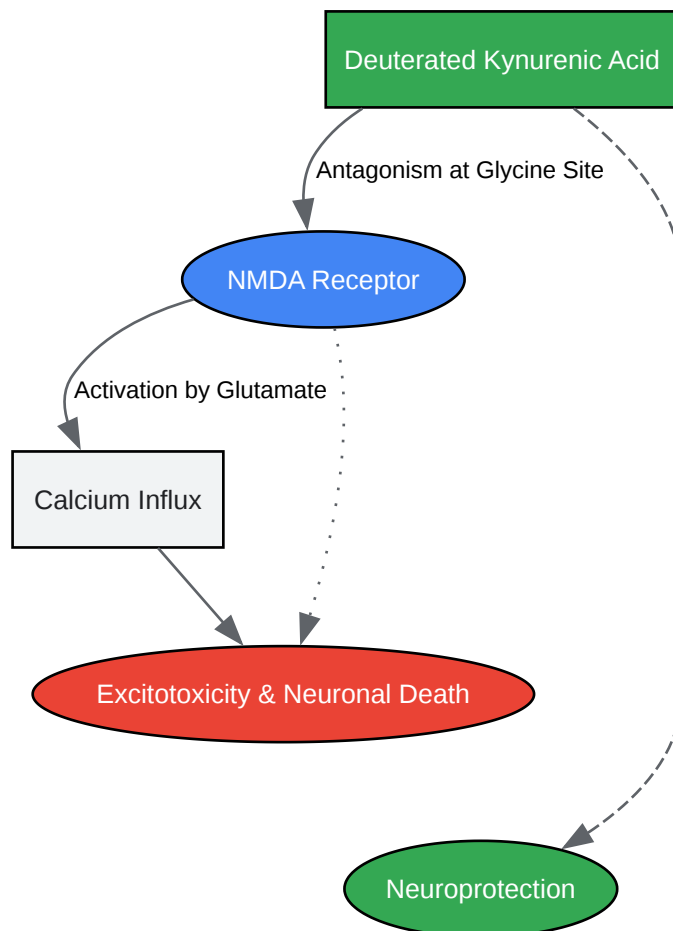 Deuterated Kynurenic Acid
Antagonism at Glycine Site
NMDA Receptor
Activation by Glutamate
Calcium Influx
Excitotoxicity & Neuronal Death
Neuroprotection